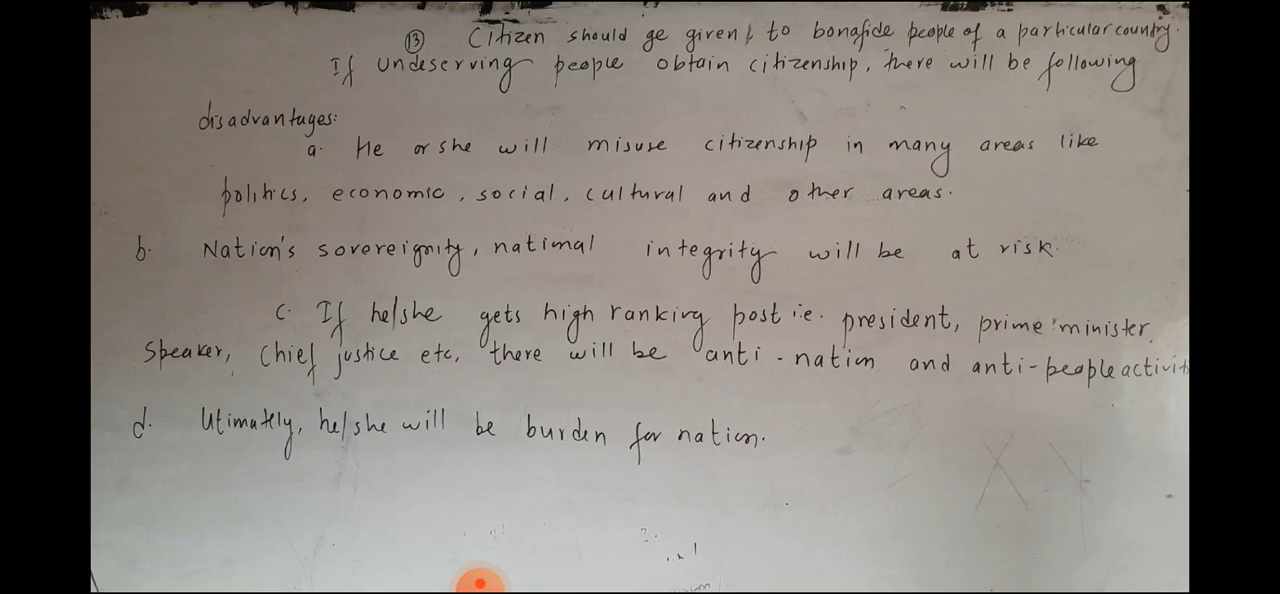 ⑬ Citizen should ge given to bonafide people of a particular country.
If undeserving people obtain citizenship, there will be following
disadvantages:
a. He or she will misuse citizenship in many areas like
politics, economic, social, cultural and other areas.
b. Nation's sovereignity, national integrity will be at risk.
c. If he/she gets high ranking post i.e. president, prime minister,
Speaker, Chief justice etc, there will be anti-nation and anti-people activit
d. Utimately, he/she will be burden for nation.